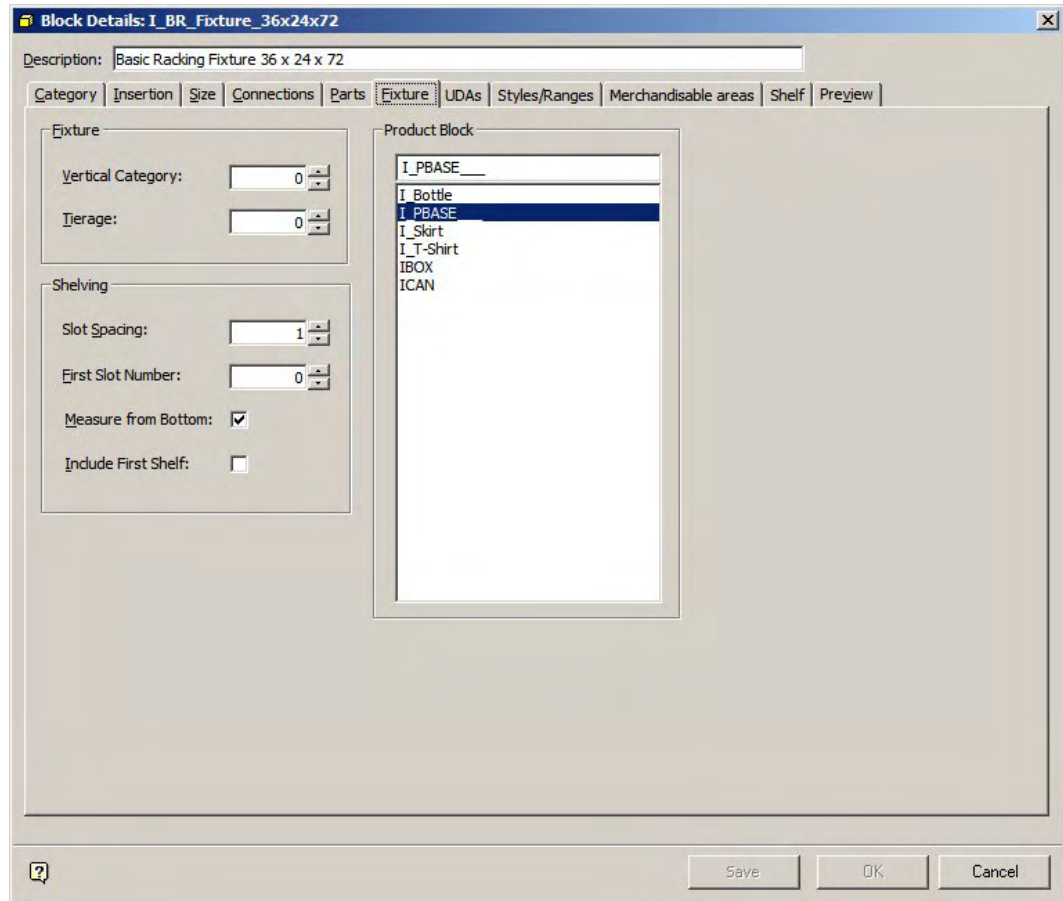 Block Details: I_BR_Fixture_36x24x72
Description: Basic Racking Fixture 36 x 24 x 72
Category Insertion Size Connections Parts Fixture UDAs Styles/Ranges Merchandisable areas Shelf Preview
Fixture
Vertical Category: 0
Tierage: 0
Shelving
Slot Spacing: 1
First Slot Number: 0
Measure from Bottom:
Include First Shelf:
Product Block
I_PBASE___
I_Bottle
I_PBASE___
I_Skirt
I_T-Shirt
IBOX
ICAN
Save OK Cancel